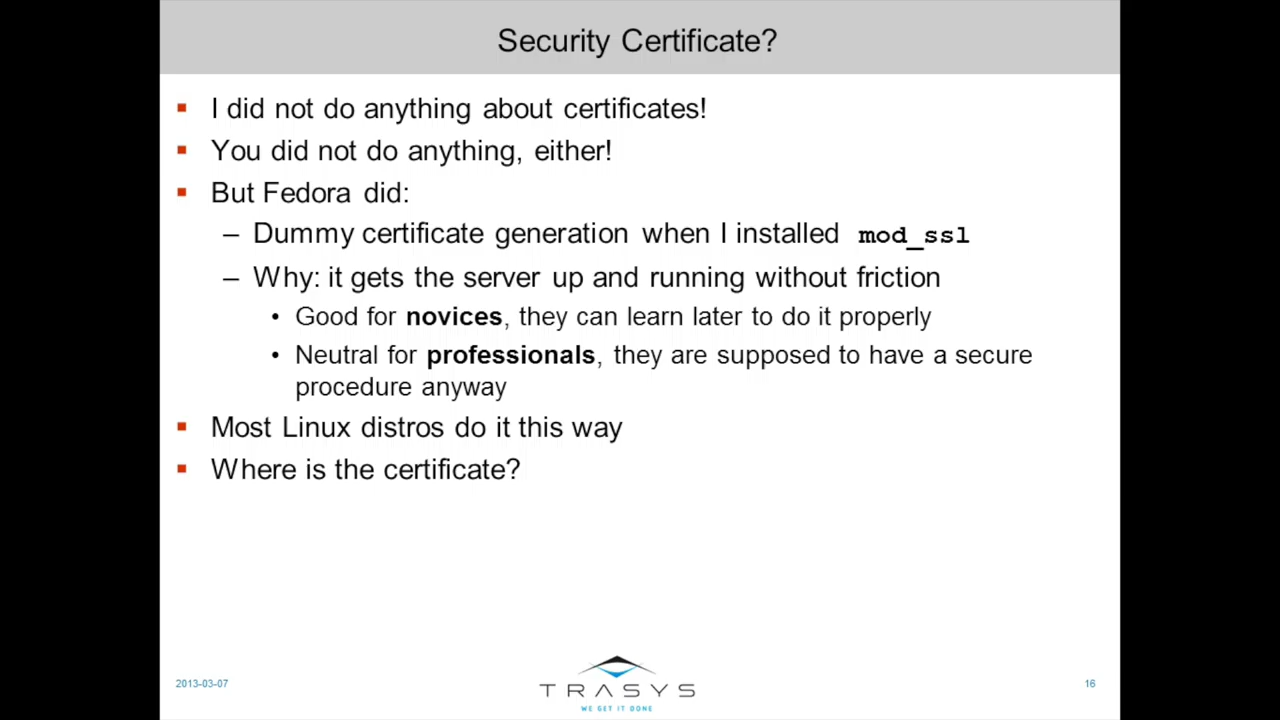 Security Certificate?
I did not do anything about certificates!
You did not do anything, either!
But Fedora did:
– Dummy certificate generation when I installed mod_ssl
– Why: it gets the server up and running without friction
• Good for novices, they can learn later to do it properly
• Neutral for professionals, they are supposed to have a secure
procedure anyway
Most Linux distros do it this way
Where is the certificate?
2013-03-07
TRASYS
WE GET IT DONE
16